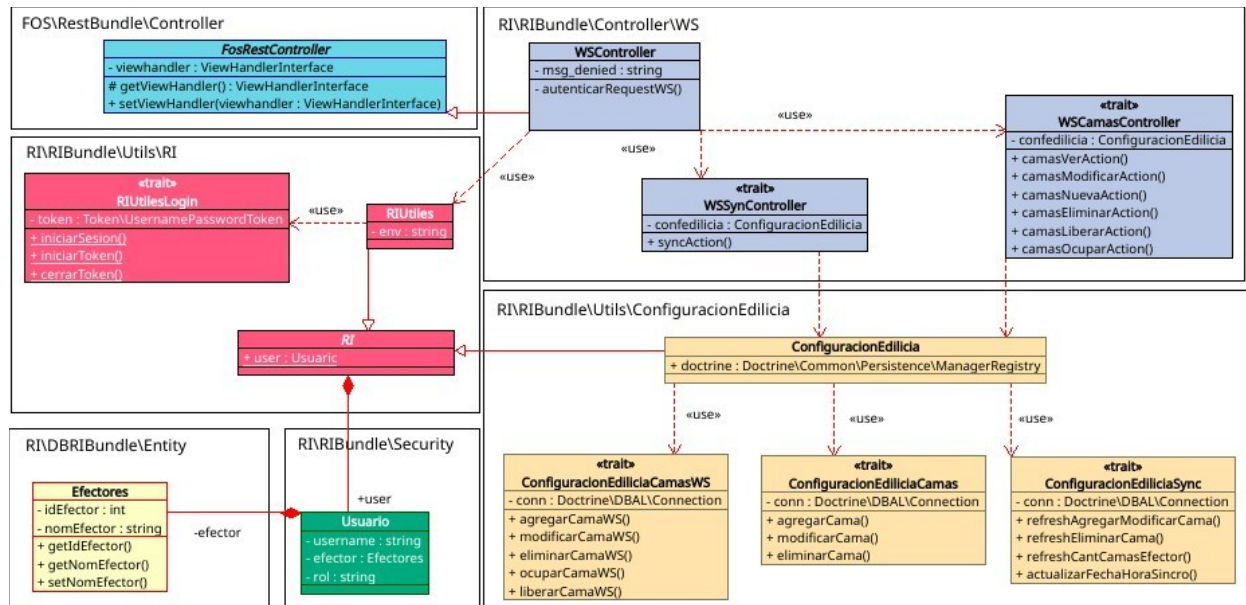 FOS\RestBundle\Controller
FosRestController
- viewhandler : ViewHandlerInterface
# getViewHandler() : ViewHandlerInterface
+ setViewHandler(viewhandler : ViewHandlerInterface)
RI\RIBundle\Controller\WS
WSController
- msg_denied : string
- autenticarRequestWS()
«use»
«use»
«use»
«trait»
WSCamasController
- confedilicia : ConfiguracionEdilicia
+ camasVerAction()
+ camasModificarAction()
+ camasNuevaAction()
+ camasEliminarAction()
+ camasLiberarAction()
+ camasOcuparAction()
«trait»
WSSynController
- confedilicia : ConfiguracionEdilicia
+ syncAction()
RI\RIBundle\Utils\RI
«trait»
RIUtilesLogin
- token : Token\UsernamePasswordToken
+ iniciarSesion()
+ iniciarToken()
+ cerrarToken()
«use»
RIUtiles
- env : string
RI
+ user : Usuaric
RI\RIBundle\Utils\ConfiguracionEdilicia
ConfiguracionEdilicia
+ doctrine : Doctrine\Common\Persistence\ManagerRegistry
«use»
«use»
«use»
«trait»
ConfiguracionEdiliciaCamasWS
- conn : Doctrine\DBAL\Connection
+ agregarCamaWS()
+ modificarCamaWS()
+ eliminarCamaWS()
+ ocuparCamaWS()
+ liberarCamaWS()
«trait»
ConfiguracionEdiliciaCamas
- conn : Doctrine\DBAL\Connection
+ agregarCama()
+ modificarCama()
+ eliminarCama()
«trait»
ConfiguracionEdiliciaSync
- conn : Doctrine\DBAL\Connection
+ refreshAgregarModificarCama()
+ refreshEliminarCama()
+ refreshCantCamasEfector()
+ actualizarFechaHoraSincro()
RI\DBRIBundle\Entity
Efectores
- idEfector : int
- nomEfector : string
+ getIdEfector()
+ getNomEfector()
+ setNomEfector()
-efector
RI\RIBundle\Security
+user
Usuario
- username : string
- efector : Efectores
- rol : string